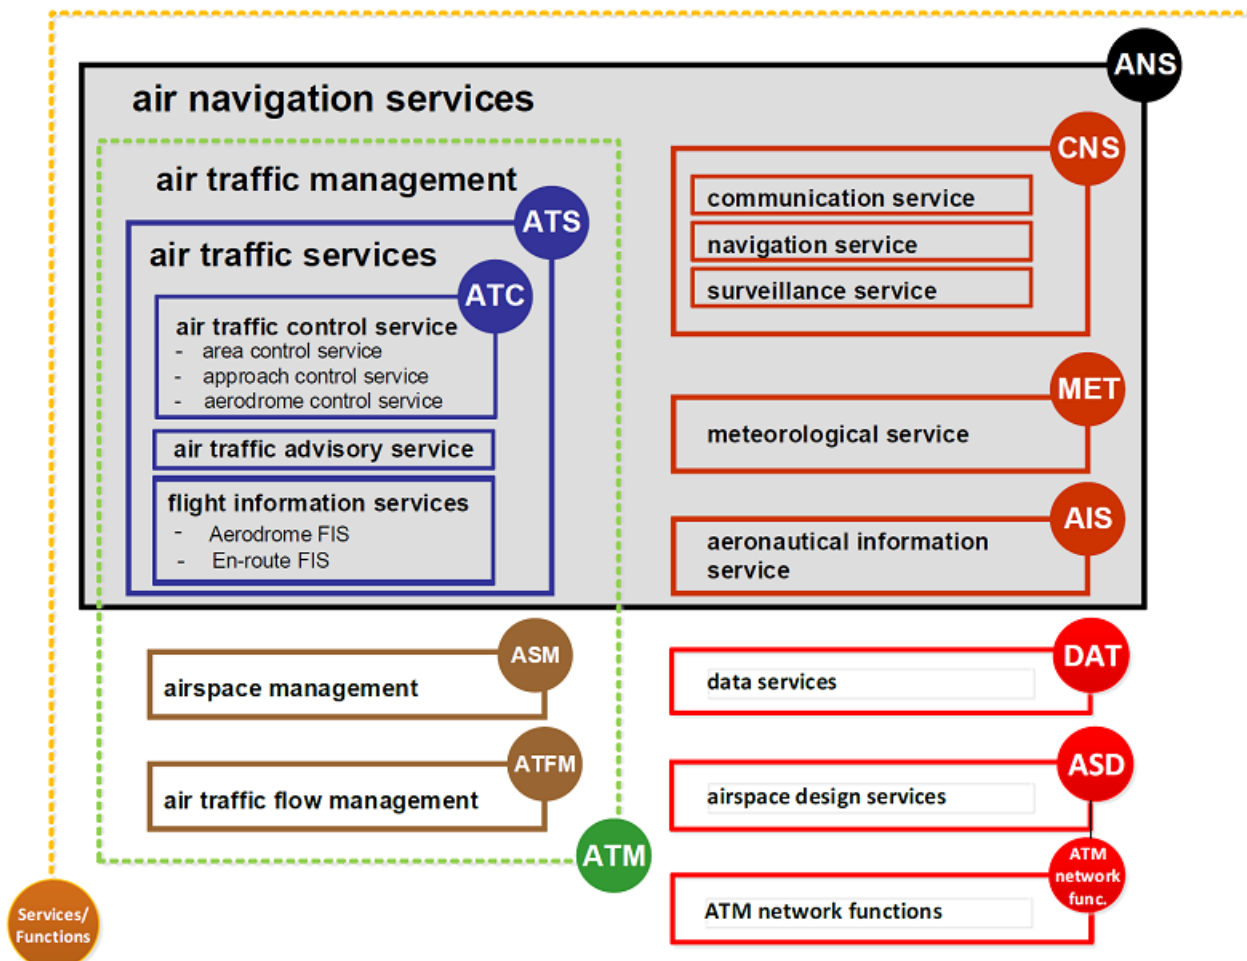 ANS
air navigation services
air traffic management
ATS
air traffic services
ATC
air traffic control service
- area control service
- approach control service
- aerodrome control service
air traffic advisory service
flight information services
- Aerodrome FIS
- En-route FIS
CNS
communication service
navigation service
surveillance service
MET
meteorological service
AIS
aeronautical information
service
ASM
airspace management
ATFM
air traffic flow management
ATM
DAT
data services
ASD
airspace design services
ATM
network
func.
ATM network functions
Services/
Functions